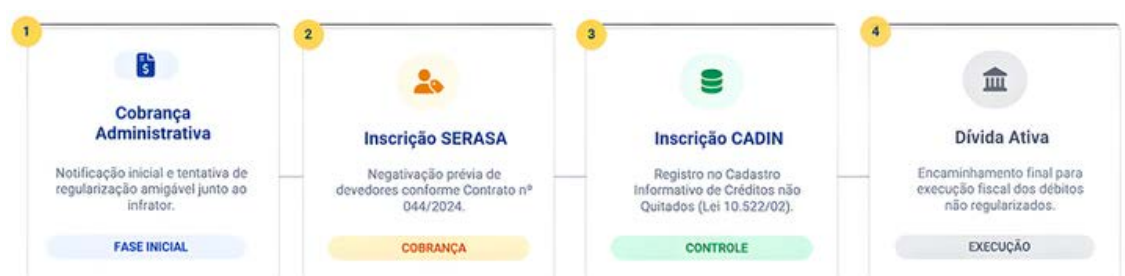 1
Cobrança
Administrativa
Notificação inicial e tentativa de
regularização amigável junto ao
infrator.
FASE INICIAL
2
Inscrição SERASA
Negativação prévia de
devedores conforme Contrato nº
044/2024.
COBRANÇA
3
Inscrição CADIN
Registro no Cadastro
Informativo de Créditos não
Quitados (Lei 10.522/02).
CONTROLE
4
Dívida Ativa
Encaminhamento final para
execução fiscal dos débitos
não regularizados.
EXECUÇÃO